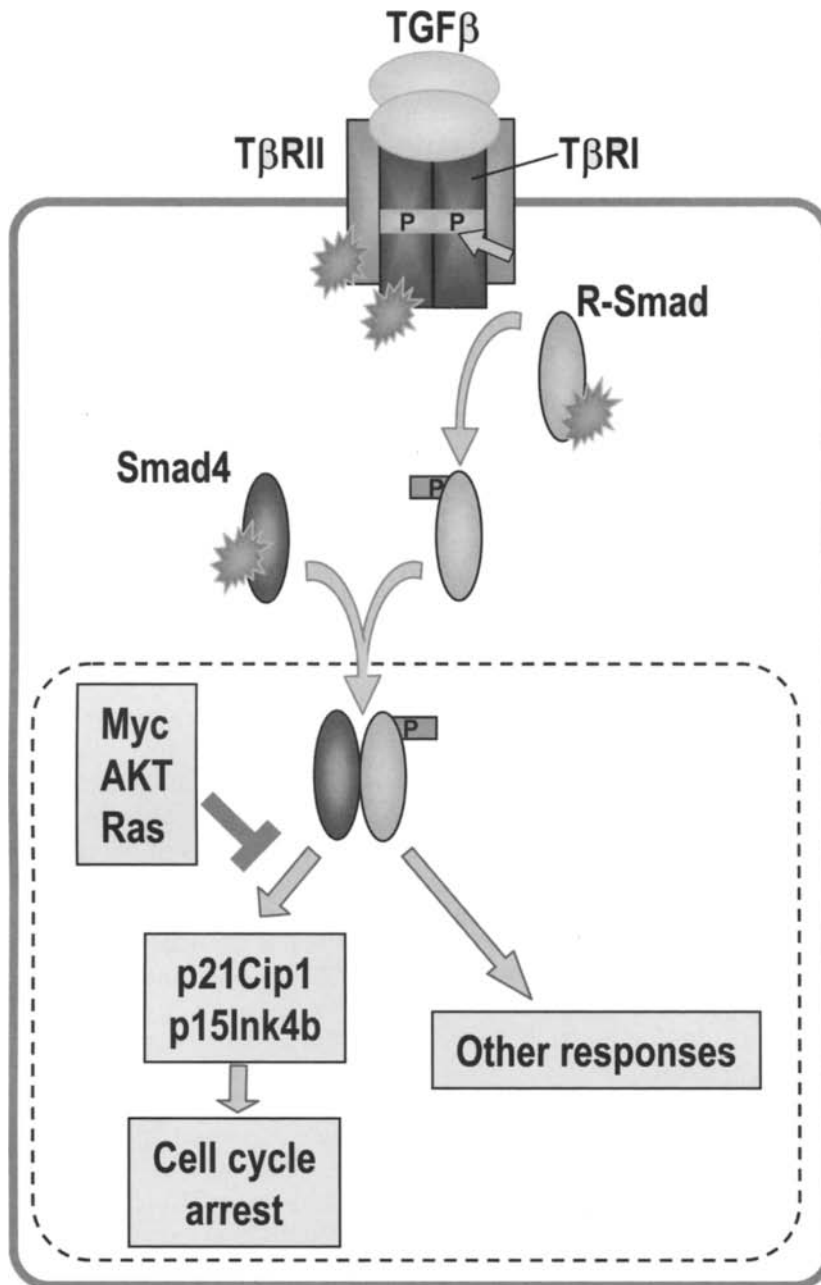 TGFβ
TβRII
TβRI
P P
R-Smad
Smad4
P
P
Myc
AKT
Ras
p21Cip1
p15Ink4b
Other responses
Cell cycle
arrest